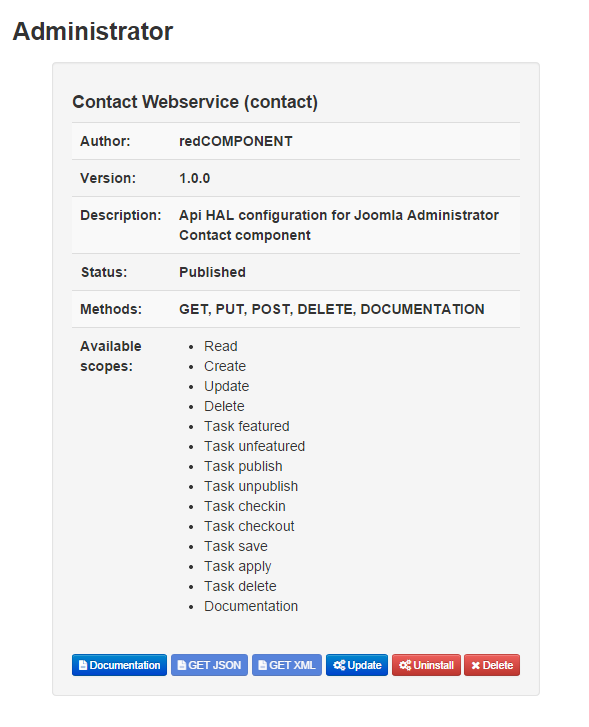 Administrator
Contact Webservice (contact)
Author: redCOMPONENT
Version: 1.0.0
Description: Api HAL configuration for Joomla Administrator
Contact component
Status: Published
Methods: GET, PUT, POST, DELETE, DOCUMENTATION
Available
scopes:
• Read
• Create
• Update
• Delete
• Task featured
• Task unfeatured
• Task publish
• Task unpublish
• Task checkin
• Task checkout
• Task save
• Task apply
• Task delete
• Documentation
Documentation GET JSON GET XML Update Uninstall Delete